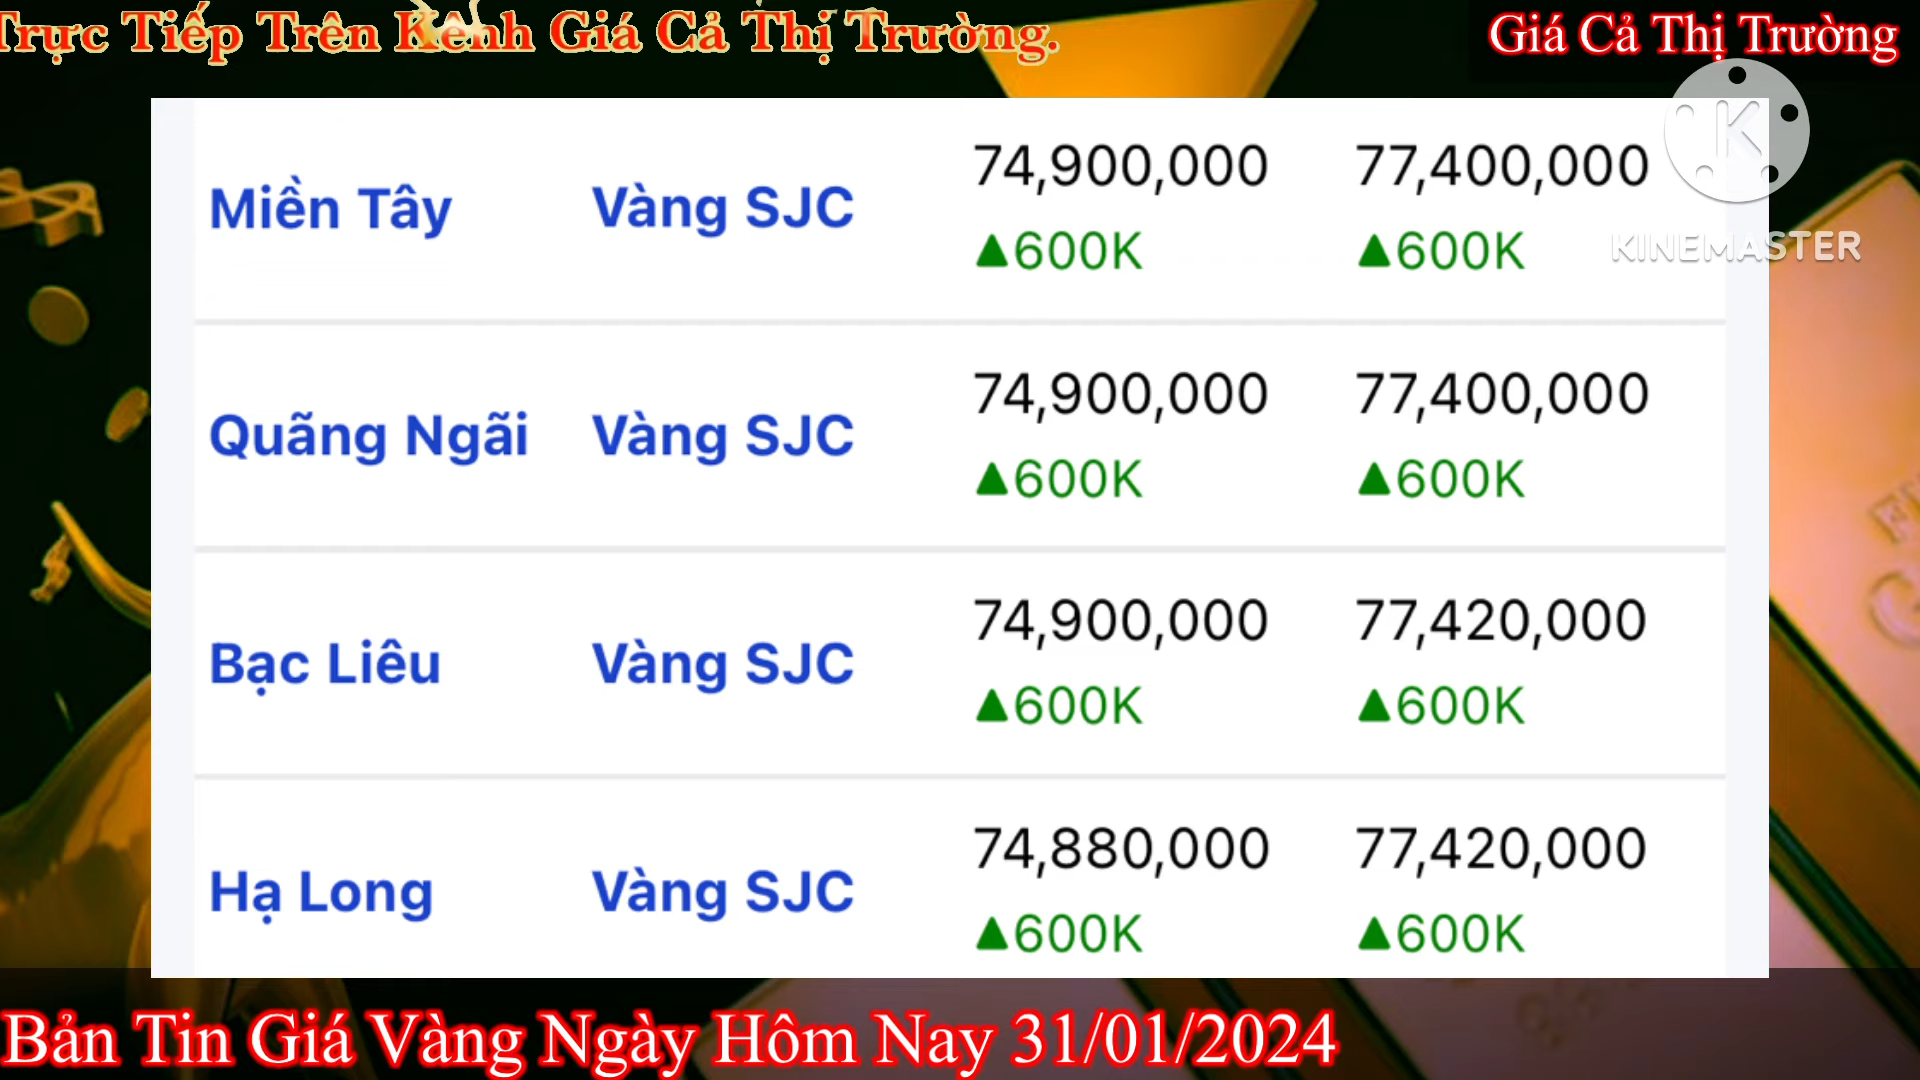 Trực Tiếp Trên Kênh Giá Cả Thị Trường.
Giá Cả Thị Trường
KINEMASTER
Miền Tây Vàng SJC 74,900,000 77,400,000
▲600K ▲600K
Quãng Ngãi Vàng SJC 74,900,000 77,400,000
▲600K ▲600K
Bạc Liêu Vàng SJC 74,900,000 77,420,000
▲600K ▲600K
Hạ Long Vàng SJC 74,880,000 77,420,000
▲600K ▲600K
Bản Tin Giá Vàng Ngày Hôm Nay 31/01/2024